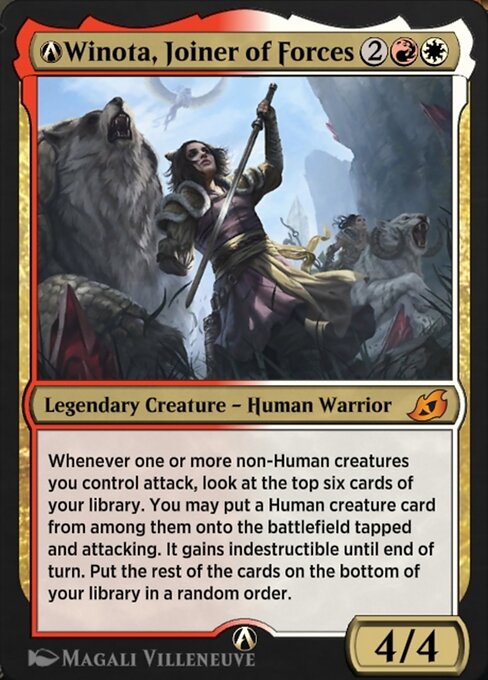 Winota, Joiner of Forces 2
Legendary Creature – Human Warrior
Whenever one or more non-Human creatures
you control attack, look at the top six cards of
your library. You may put a Human creature card
from among them onto the battlefield tapped
and attacking. It gains indestructible until end of
turn. Put the rest of the cards on the bottom of
your library in a random order.
4/4
Magali Villeneuve